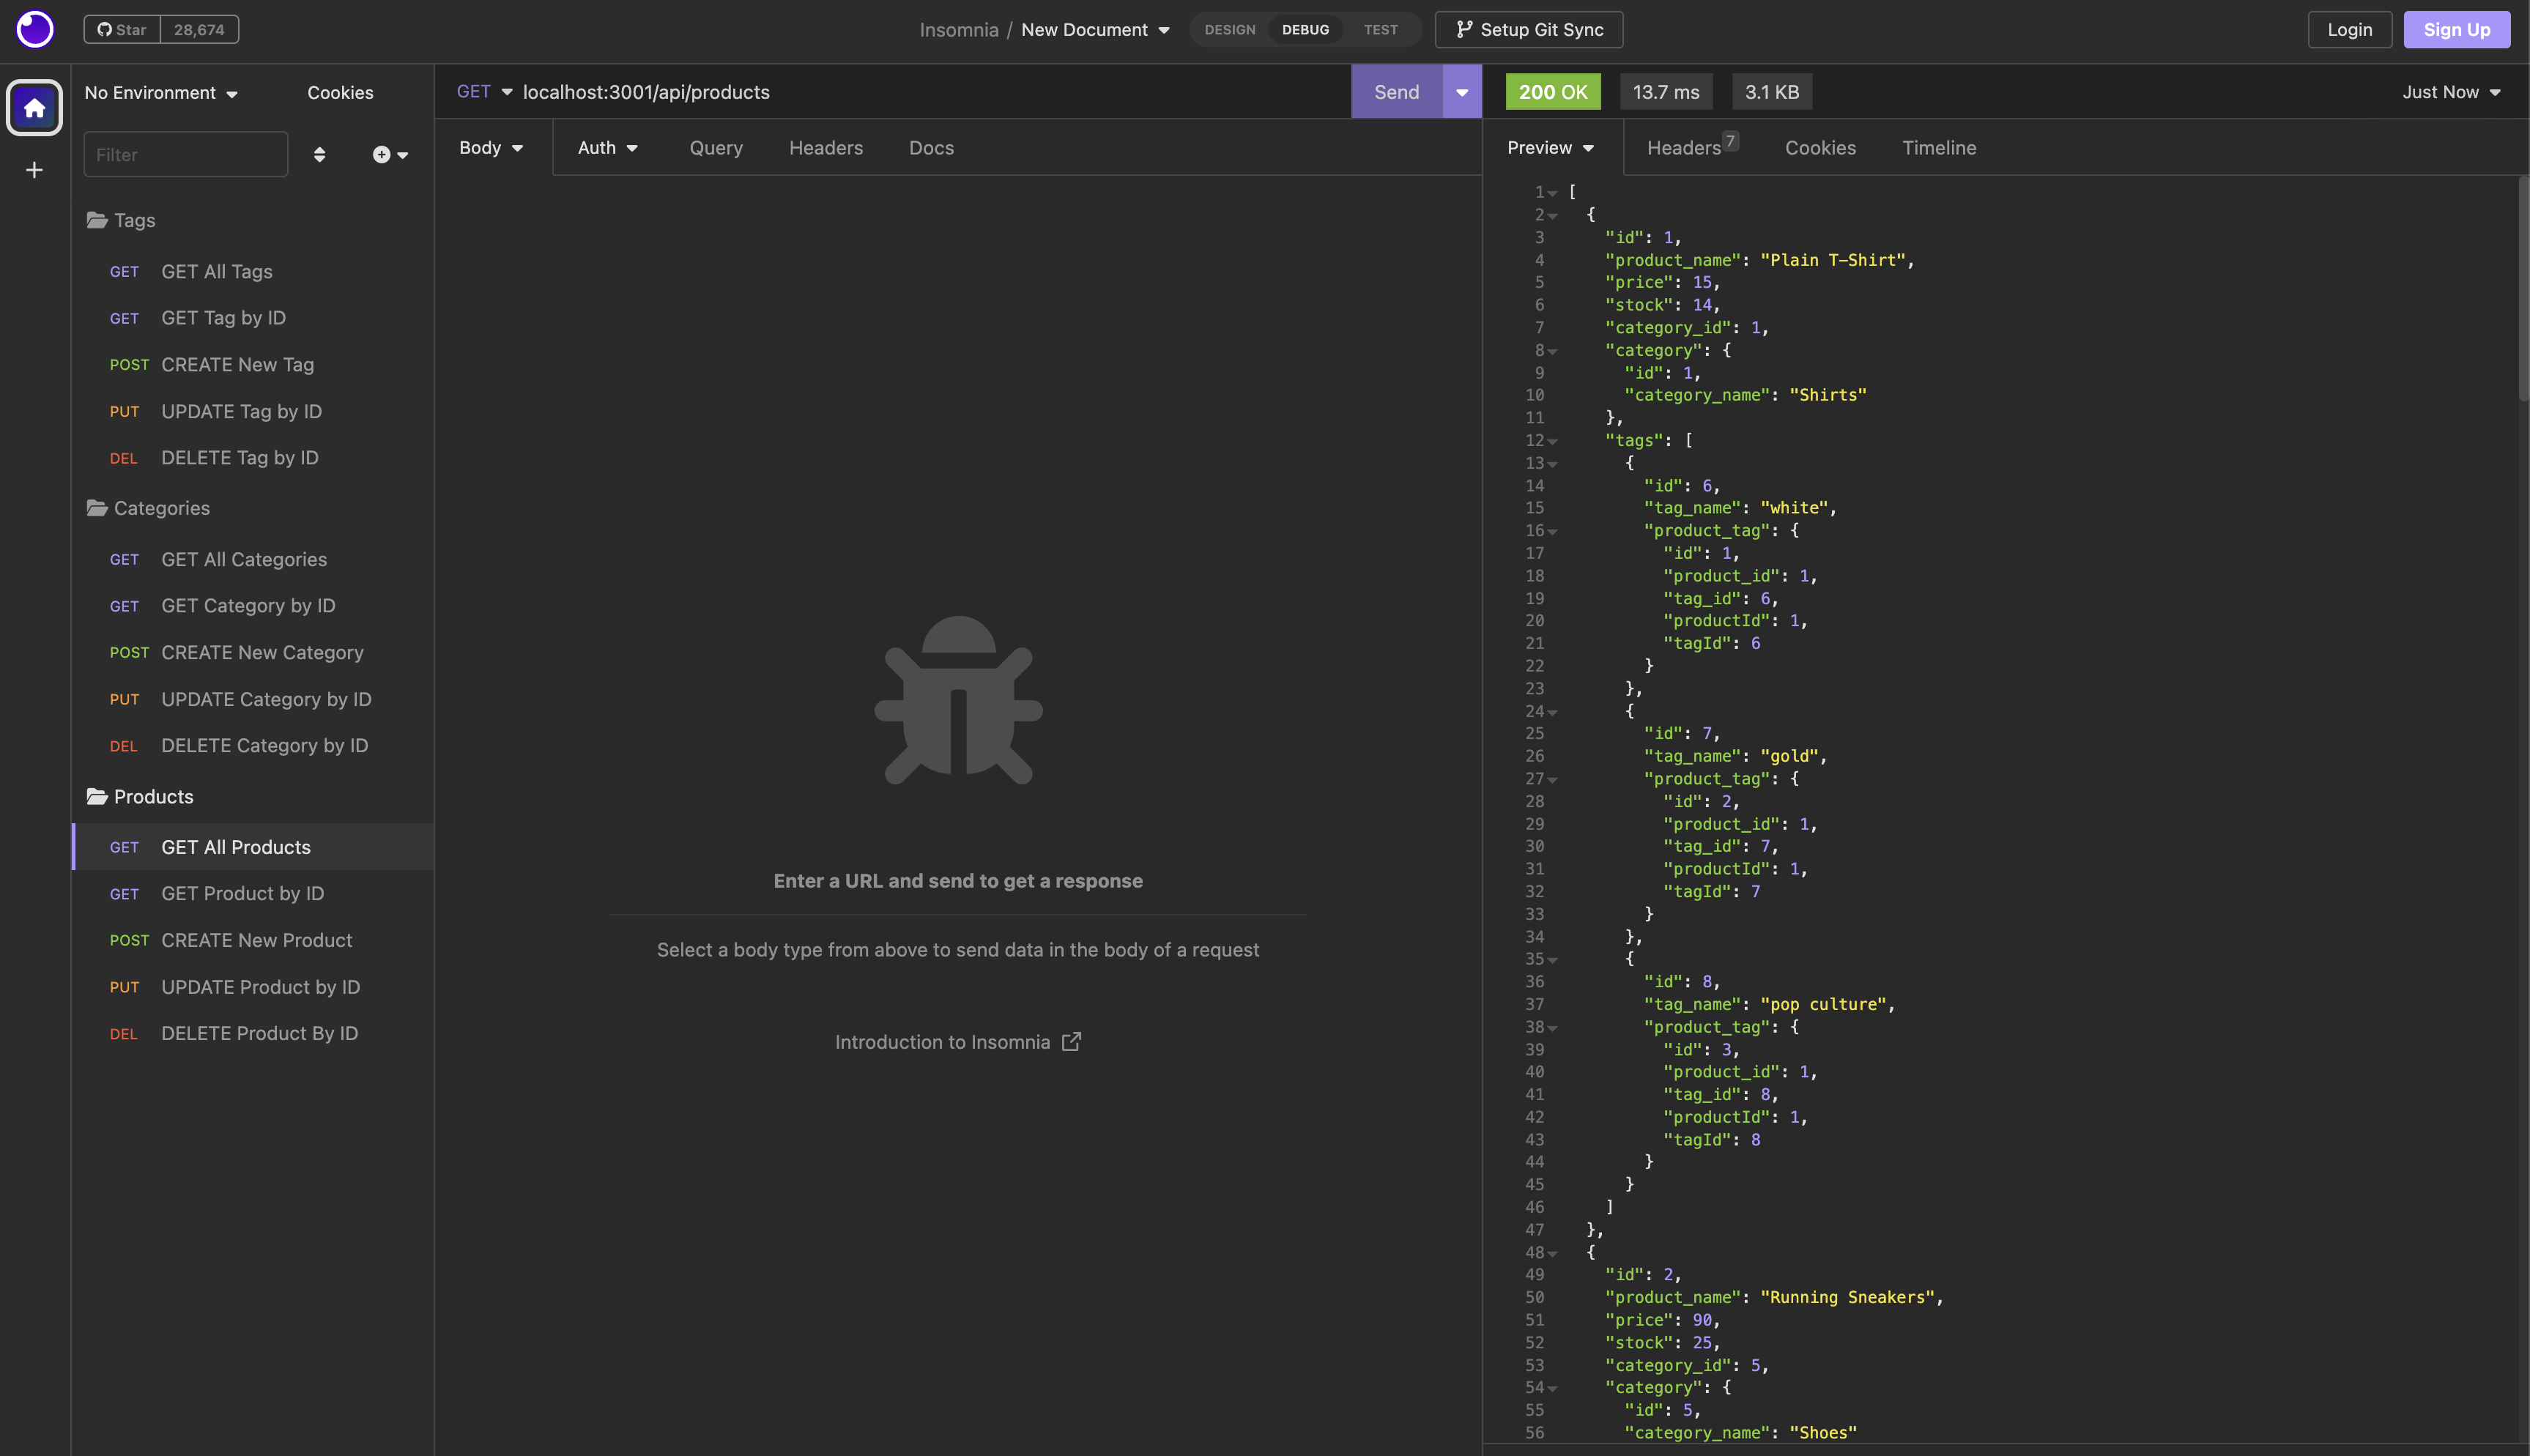 Star 28,674
Insomnia / New Document
DESIGN DEBUG TEST
Setup Git Sync
Login
Sign Up
No Environment
Cookies
Filter
Tags
GET GET All Tags
GET GET Tag by ID
POST CREATE New Tag
PUT UPDATE Tag by ID
DEL DELETE Tag by ID
Categories
GET GET All Categories
GET GET Category by ID
POST CREATE New Category
PUT UPDATE Category by ID
DEL DELETE Category by ID
Products
GET GET All Products
GET GET Product by ID
POST CREATE New Product
PUT UPDATE Product by ID
DEL DELETE Product By ID
GET localhost:3001/api/products
Send
Body Auth Query Headers Docs
Enter a URL and send to get a response
Select a body type from above to send data in the body of a request
Introduction to Insomnia
200 OK 13.7 ms 3.1 KB Just Now
Preview Headers 7 Cookies Timeline
1 [
2 {
3 "id": 1,
4 "product_name": "Plain T-Shirt",
5 "price": 15,
6 "stock": 14,
7 "category_id": 1,
8 "category": {
9 "id": 1,
10 "category_name": "Shirts"
11 },
12 "tags": [
13 {
14 "id": 6,
15 "tag_name": "white",
16 "product_tag": {
17 "id": 1,
18 "product_id": 1,
19 "tag_id": 6,
20 "productId": 1,
21 "tagId": 6
22 }
23 },
24 {
25 "id": 7,
26 "tag_name": "gold",
27 "product_tag": {
28 "id": 2,
29 "product_id": 1,
30 "tag_id": 7,
31 "productId": 1,
32 "tagId": 7
33 }
34 },
35 {
36 "id": 8,
37 "tag_name": "pop culture",
38 "product_tag": {
39 "id": 3,
40 "product_id": 1,
41 "tag_id": 8,
42 "productId": 1,
43 "tagId": 8
44 }
45 }
46 ]
47 },
48 {
49 "id": 2,
50 "product_name": "Running Sneakers",
51 "price": 90,
52 "stock": 25,
53 "category_id": 5,
54 "category": {
55 "id": 5,
56 "category_name": "Shoes"